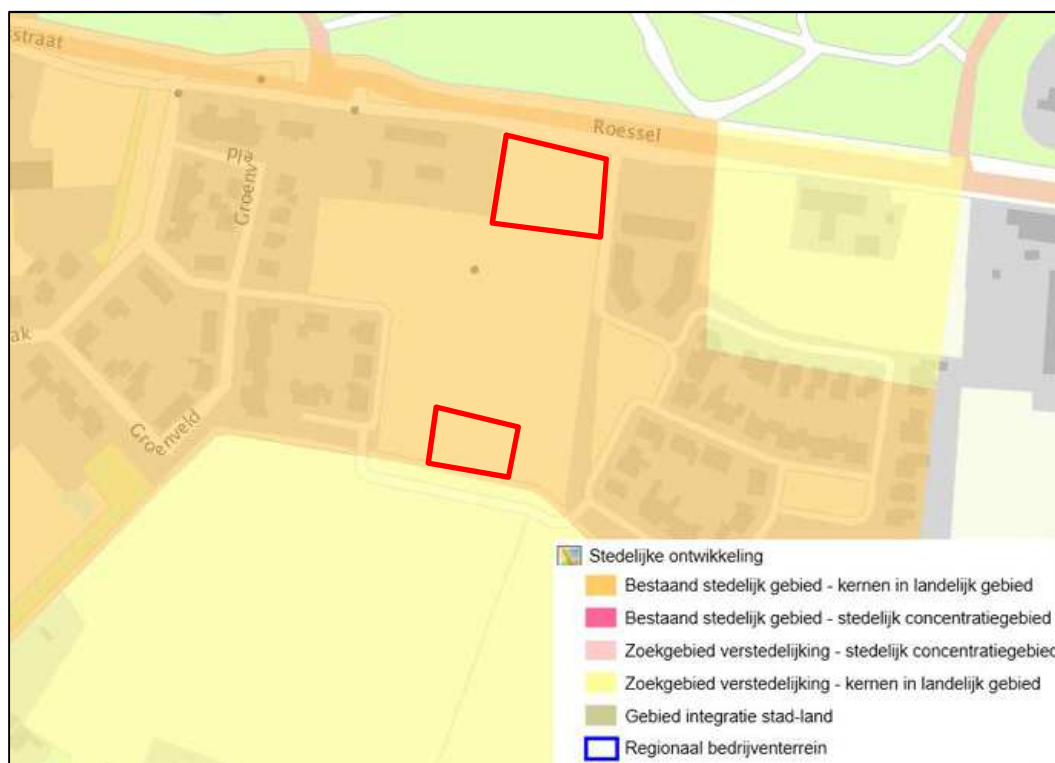 straat
Roessel
Groenveld
ak
Groenveld
Stedelijke ontwikkeling
Bestaand stedelijk gebied - kernen in landelijk gebied
Bestaand stedelijk gebied - stedelijk concentratiegebied
Zoekgebied verstedelijking - stedelijk concentratiegebied
Zoekgebied verstedelijking - kernen in landelijk gebied
Gebied integratie stad-land
Regionaal bedrijventerrein